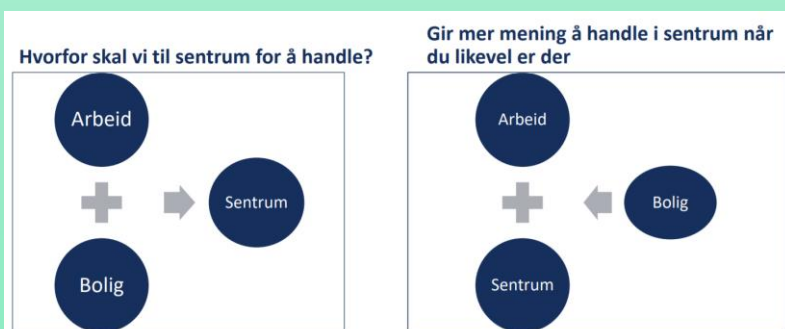 Hvorfor skal vi til sentrum for å handle?
Arbeid
Sentrum
Bolig
Gir mer mening å handle i sentrum når
du likevel er der
Arbeid
Bolig
Sentrum